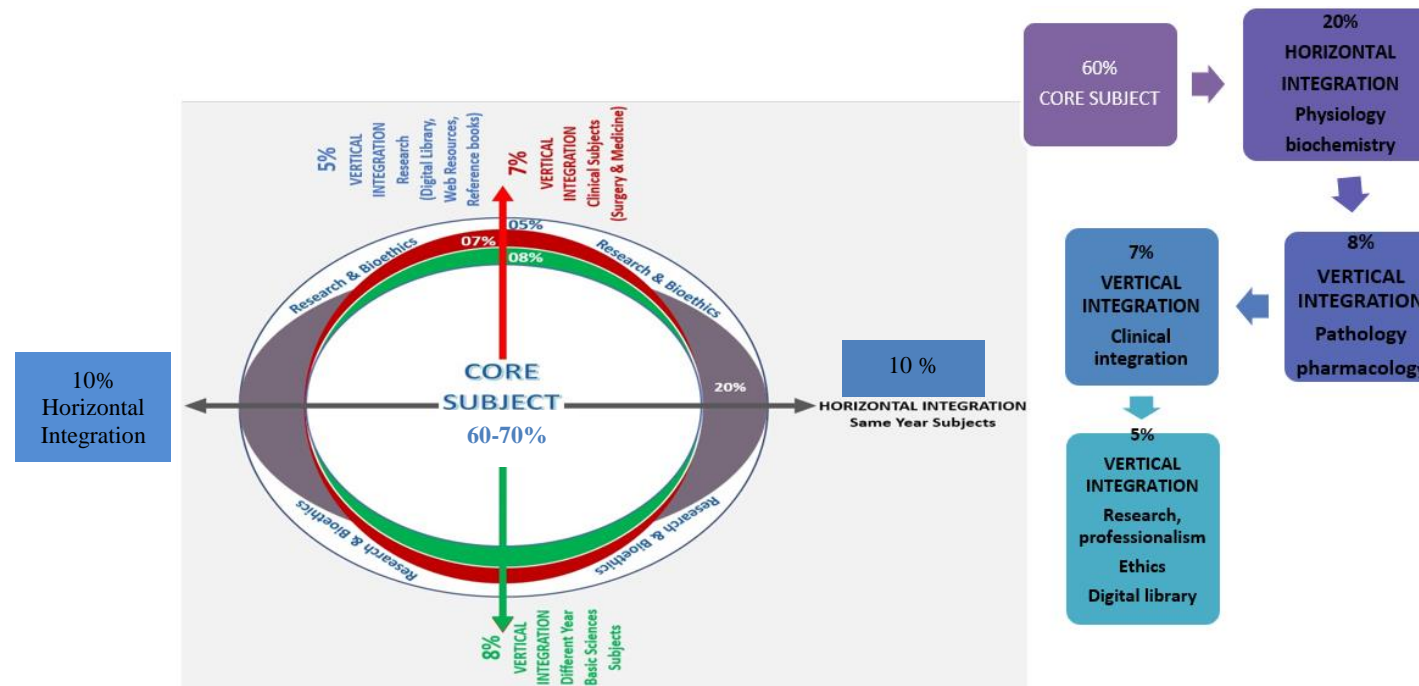 5%
VERTICAL
INTEGRATION
Research
(Digital Library,
Web Resources,
Reference books)
7%
VERTICAL
INTEGRATION
Clinical Subjects
(Surgery & Medicine)
05%
07%
08%
Research & Bioethics
Research & Bioethics
10%
Horizontal
Integration
CORE
SUBJECT
60-70%
20%
10 %
HORIZONTAL INTEGRATION
Same Year Subjects
Research & Bioethics
Research & Bioethics
8%
VERTICAL
INTEGRATION
Different Year
Basic Sciences
Subjects
60%
CORE SUBJECT
20%
HORIZONTAL
INTEGRATION
Physiology
biochemistry
8%
VERTICAL
INTEGRATION
Pathology
pharmacology
7%
VERTICAL
INTEGRATION
Clinical
integration
5%
VERTICAL
INTEGRATION
Research,
professionalism
Ethics
Digital library